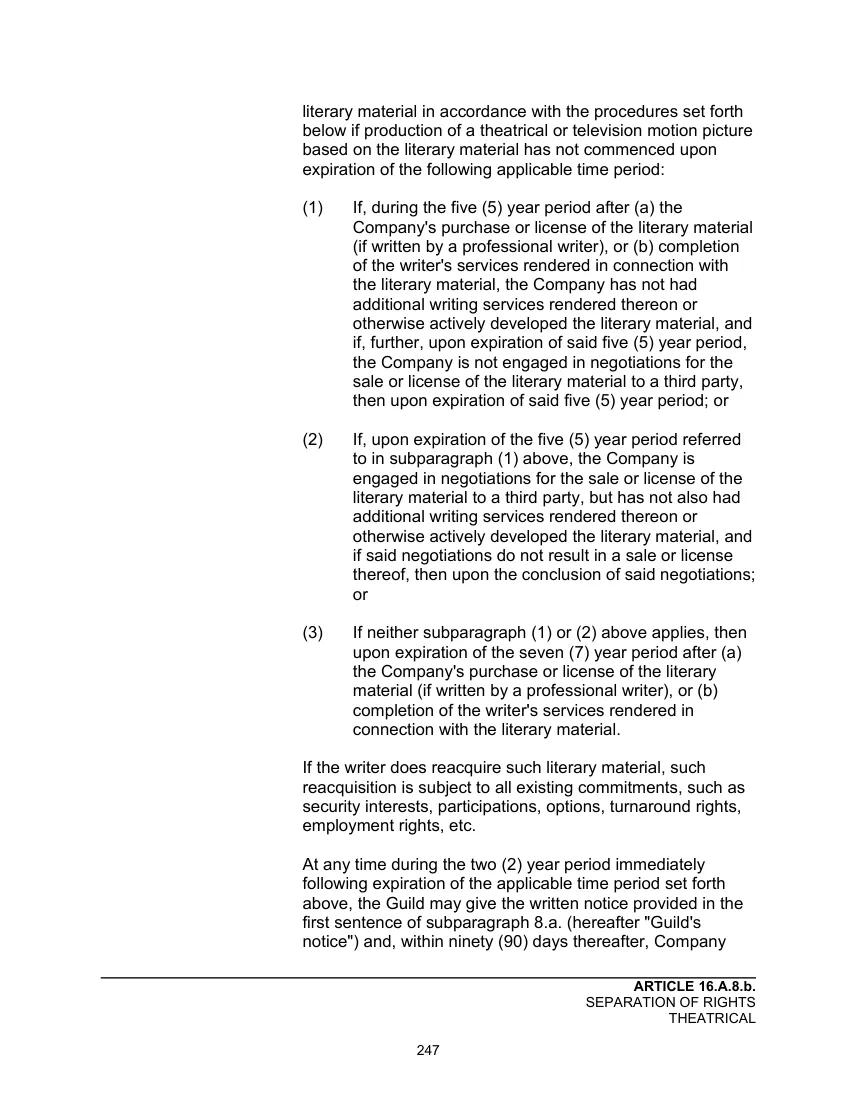 literary material in accordance with the procedures set forth
below if production of a theatrical or television motion picture
based on the literary material has not commenced upon
expiration of the following applicable time period:
(1) If, during the five (5) year period after (a) the
Company's purchase or license of the literary material
(if written by a professional writer), or (b) completion
of the writer's services rendered in connection with
the literary material, the Company has not had
additional writing services rendered thereon or
otherwise actively developed the literary material, and
if, further, upon expiration of said five (5) year period,
the Company is not engaged in negotiations for the
sale or license of the literary material to a third party,
then upon expiration of said five (5) year period; or
(2) If, upon expiration of the five (5) year period referred
to in subparagraph (1) above, the Company is
engaged in negotiations for the sale or license of the
literary material to a third party, but has not also had
additional writing services rendered thereon or
otherwise actively developed the literary material, and
if said negotiations do not result in a sale or license
thereof, then upon the conclusion of said negotiations;
or
(3) If neither subparagraph (1) or (2) above applies, then
upon expiration of the seven (7) year period after (a)
the Company's purchase or license of the literary
material (if written by a professional writer), or (b)
completion of the writer's services rendered in
connection with the literary material.
If the writer does reacquire such literary material, such
reacquisition is subject to all existing commitments, such as
security interests, participations, options, turnaround rights,
employment rights, etc.
At any time during the two (2) year period immediately
following expiration of the applicable time period set forth
above, the Guild may give the written notice provided in the
first sentence of subparagraph 8.a. (hereafter "Guild's
notice") and, within ninety (90) days thereafter, Company
ARTICLE 16.A.8.b.
SEPARATION OF RIGHTS
THEATRICAL
247